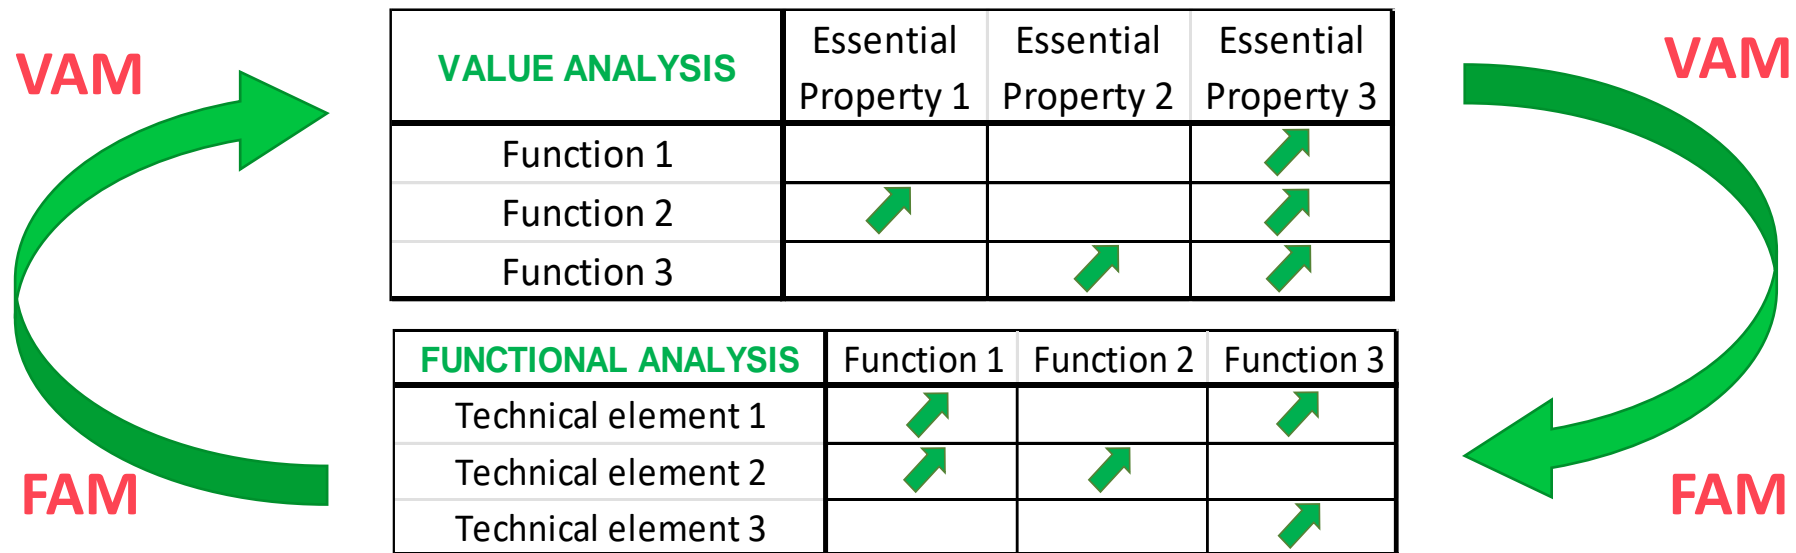 VAM
VAM
VALUE ANALYSIS
Essential Property 1
Essential Property 2
Essential Property 3
Function 1
Function 2
Function 3
FUNCTIONAL ANALYSIS
Function 1
Function 2
Function 3
Technical element 1
Technical element 2
Technical element 3
FAM
FAM